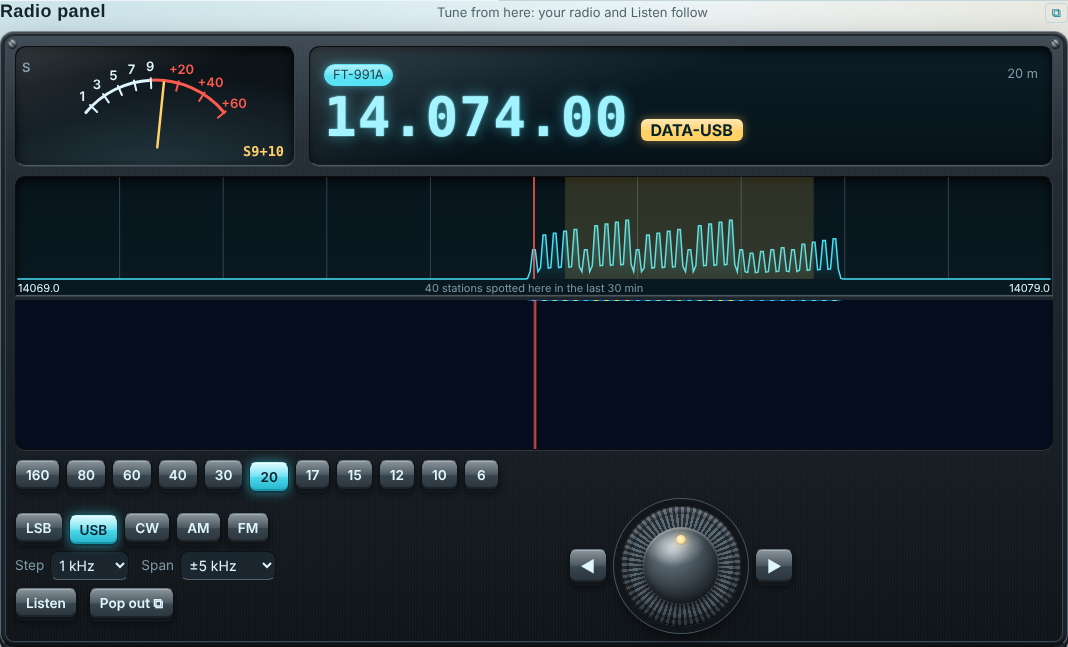 Radio panel
Tune from here: your radio and Listen follow
S
1 3 5 7 9 +20 +40 +60
S9+10
FT-991A
20 m
14.074.00 DATA-USB
14069.0 40 stations spotted here in the last 30 min 14079.0
160 80 60 40 30 20 17 15 12 10 6
LSB USB CW AM FM
Step 1 kHz Span ±5 kHz
Listen Pop out